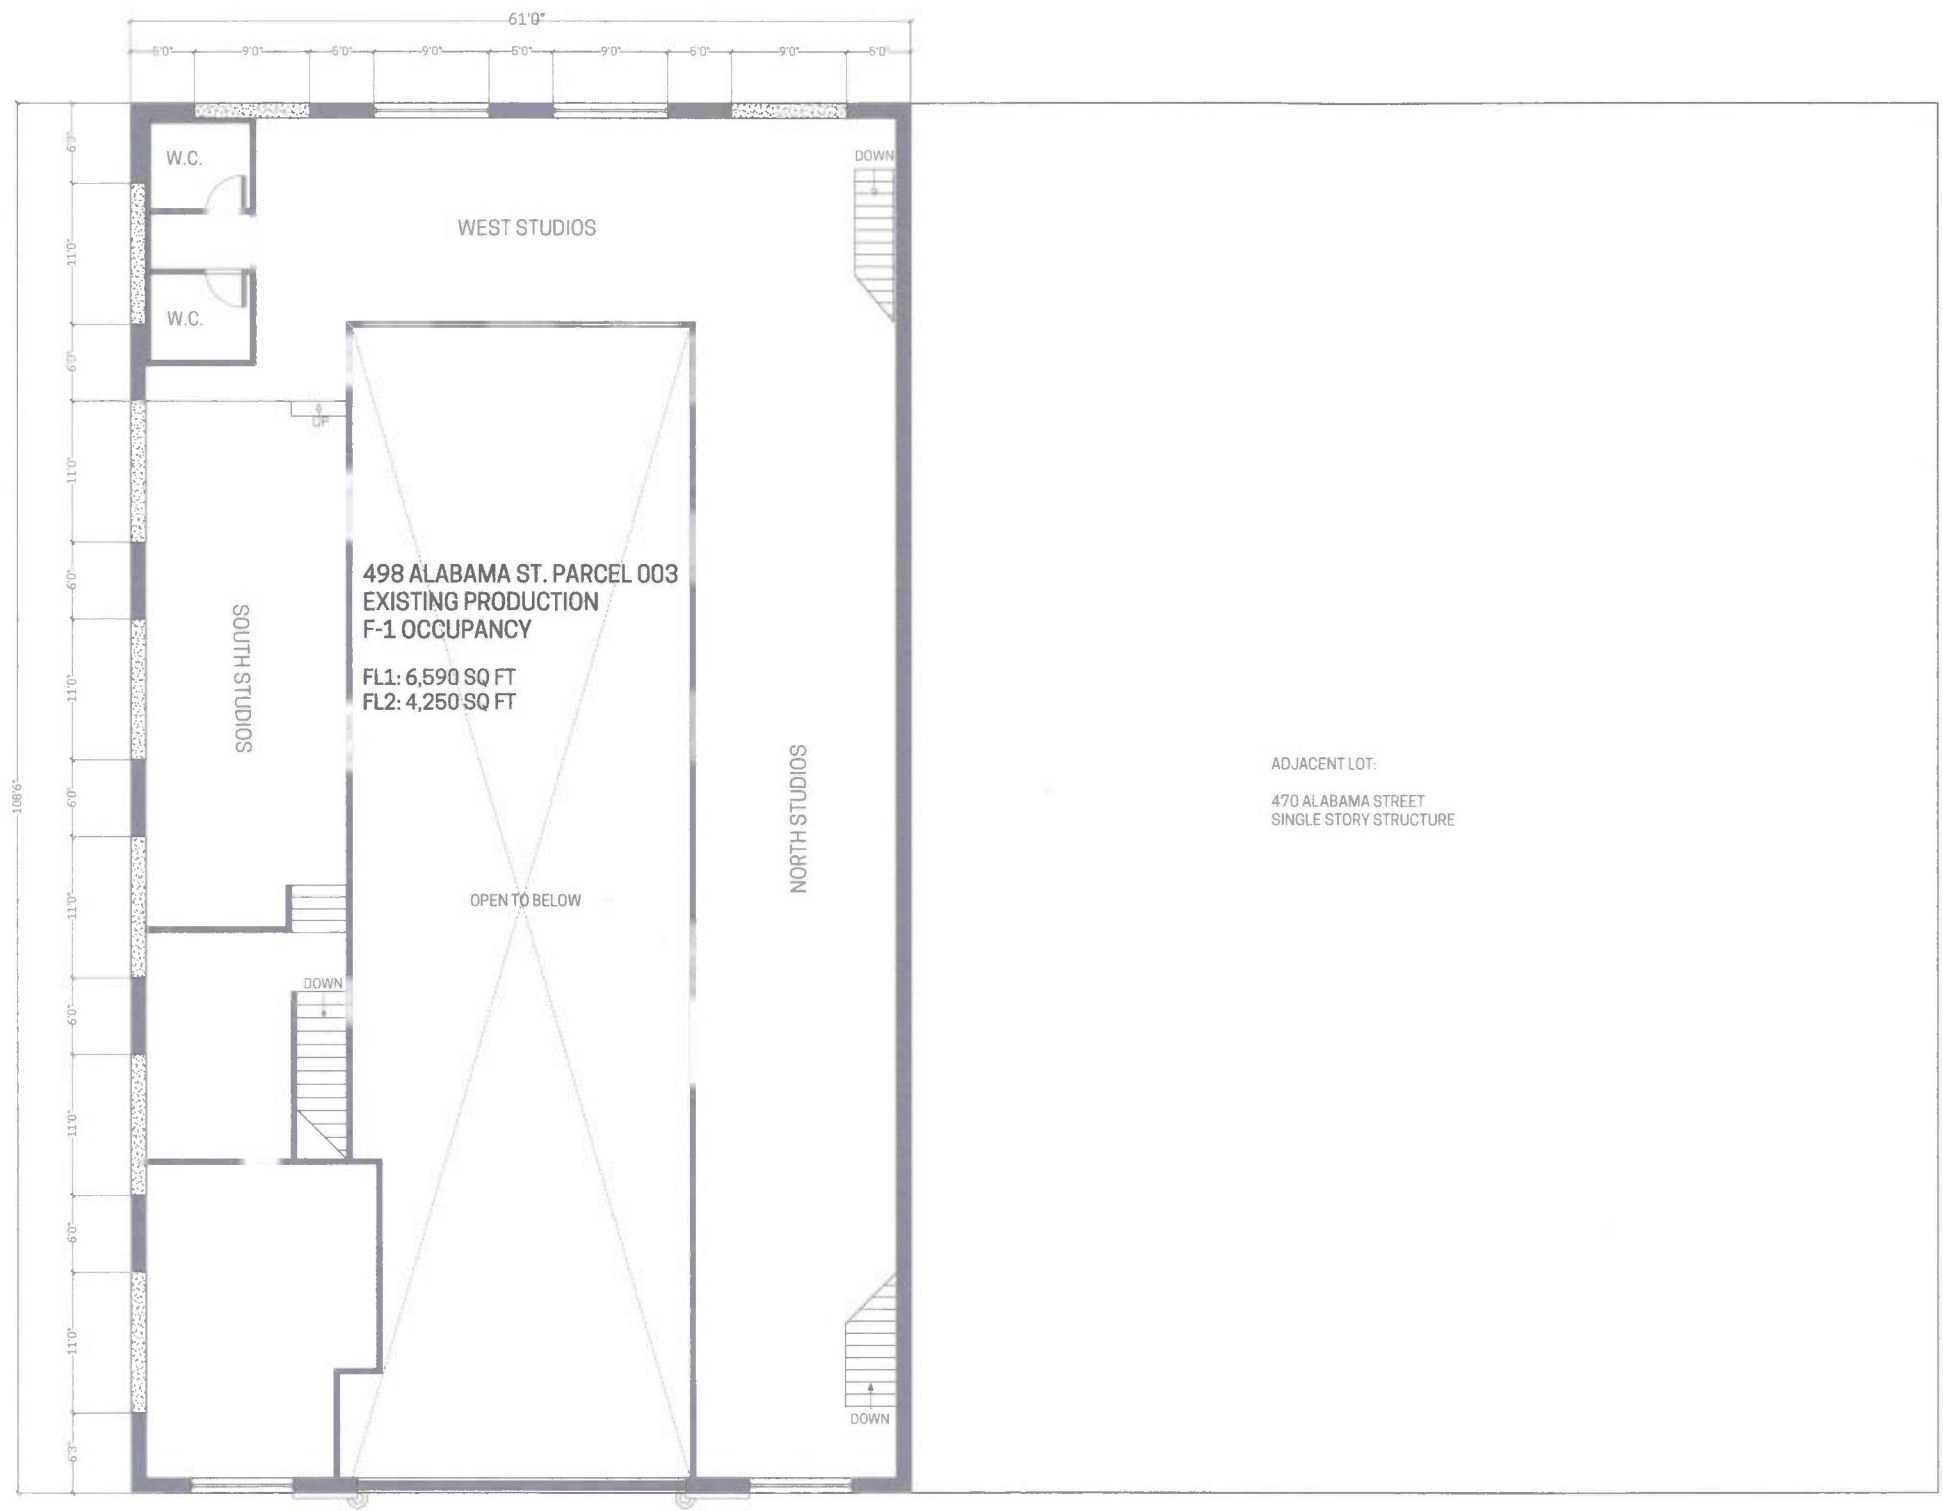 61'0"
5'0" 9'0" 5'0" 9'0" 5'0" 9'0" 5'0" 9'0" 5'0"
W.C.
DOWN
WEST STUDIOS
W.C.
UP
498 ALABAMA ST. PARCEL 003
EXISTING PRODUCTION
F-1 OCCUPANCY
FL1: 6,590 SQ FT
FL2: 4,250 SQ FT
SOUTH STUDIOS
NORTH STUDIOS
OPEN TO BELOW
DOWN
DOWN
ADJACENT LOT:
470 ALABAMA STREET
SINGLE STORY STRUCTURE
108'6"
6'3"
11'0"
6'0"
11'0"
6'0"
11'0"
6'0"
11'0"
6'0"
11'0"
6'0"
11'0"
6'3"